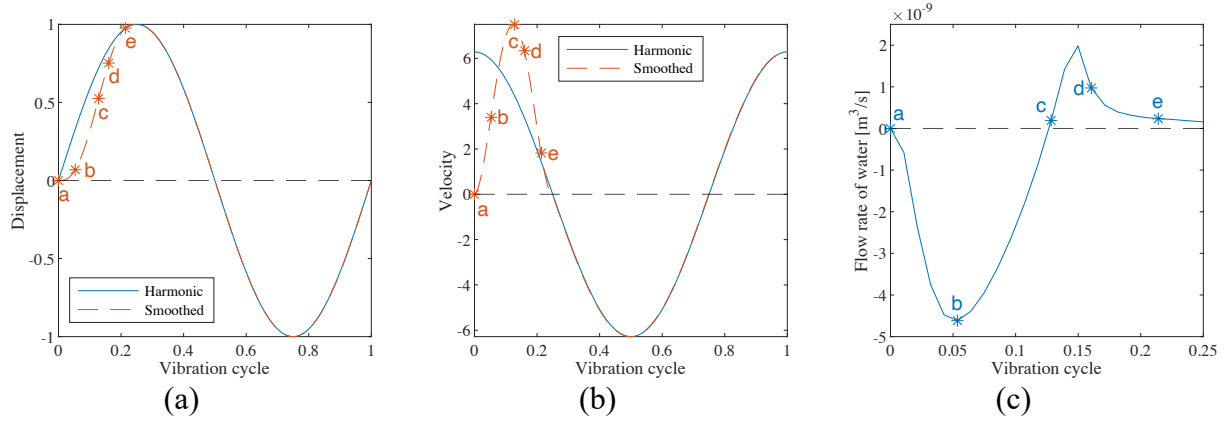 1
0.5
0
-0.5
-1
Displacement
a
b
c
d
e
Harmonic
Smoothed
0
0.2
0.4
0.6
0.8
1
Vibration cycle
(a)
6
4
2
0
-2
-4
-6
Velocity
a
b
c
d
e
Harmonic
Smoothed
0
0.2
0.4
0.6
0.8
1
Vibration cycle
(b)
×10⁻⁹
2
1
0
-1
-2
-3
-4
-5
Flow rate of water [m³/s]
a
b
c
d
e
0
0.05
0.1
0.15
0.2
0.25
Vibration cycle
(c)